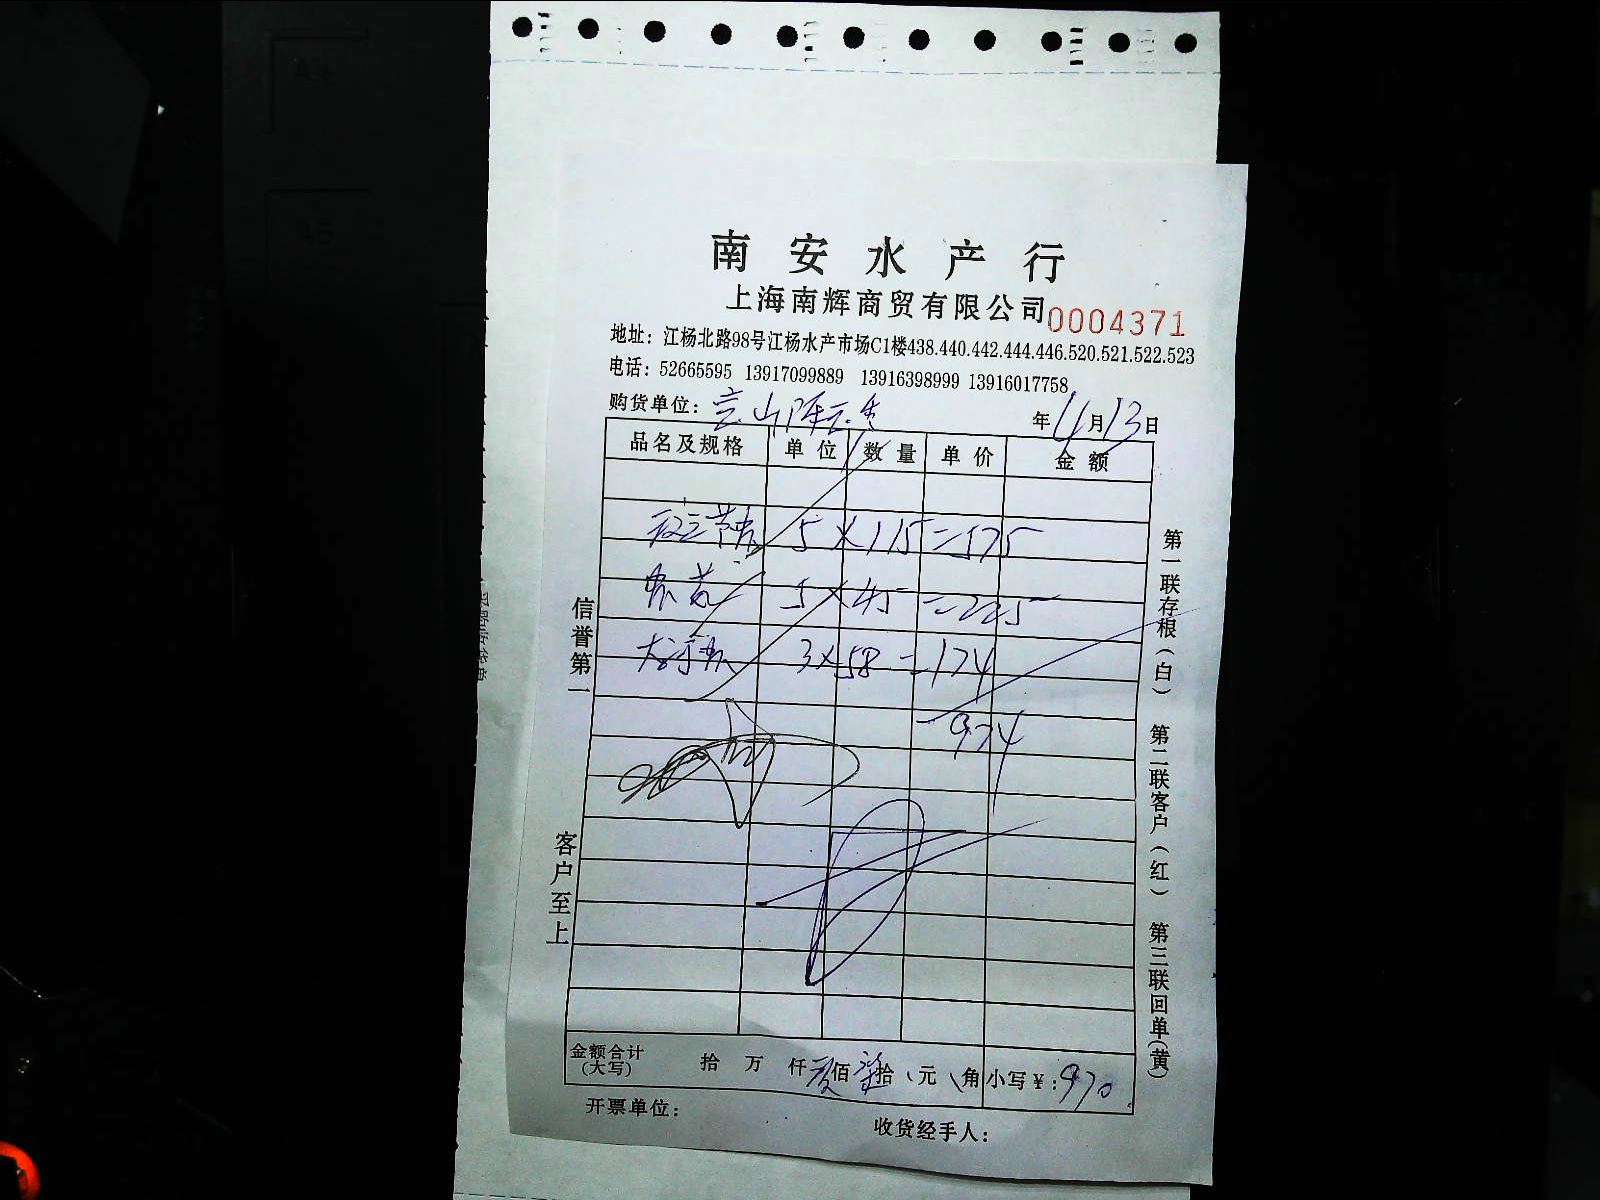 南安水产行
上海南辉商贸有限公司 0004371
地址：江杨北路98号江杨水产市场C1楼438.440.442.444.446.520.521.522.523
电话：52665595 13917099889 13916398999 13916017758
购货单位： 年11月13日
品名及规格 单位 数量 单价 金额
5×115=575
5×45=225
3×58=174
974
信誉第一
客户至上
第一联存根（白） 第二联客户（红） 第三联回单（黄）
金额合计（大写） 拾 万 仟 佰 拾 元 角 小写￥：970
开票单位：
收货经手人：
A4
A5